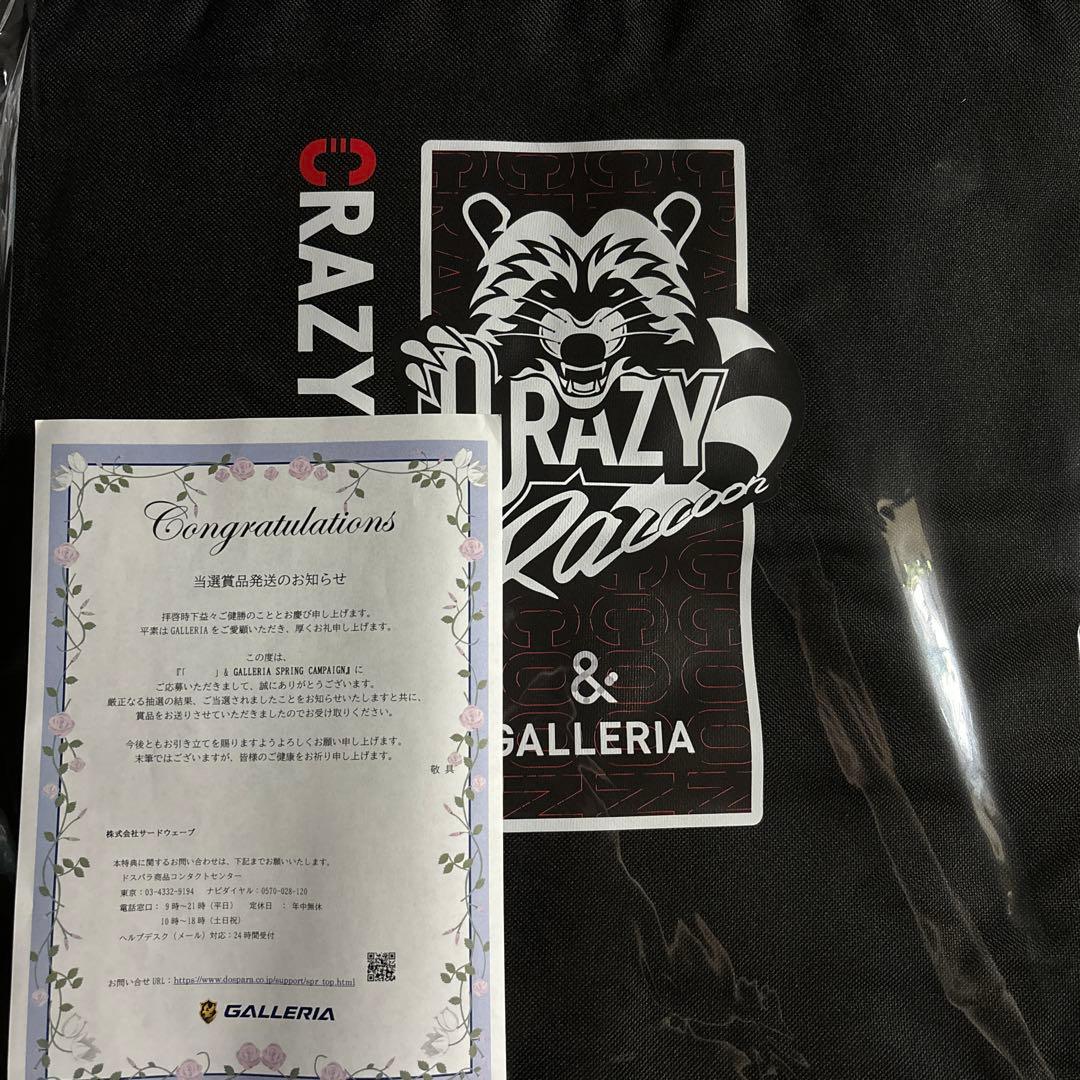 CRAZY
CRAZY
Raccoon
&
GALLERIA
Congratulations
当選賞品発送のお知らせ
拝啓時下益々ご健勝のこととお慶び申し上げます。
平素は GALLERIA をご愛顧いただき、厚くお礼申し上げます。
この度は、
『「　　　」& GALLERIA SPRING CAMPAIGN』に
ご応募いただきまして、誠にありがとうございます。
厳正なる抽選の結果、ご当選されましたことをお知らせいたしますと共に、
賞品をお送りさせていただきましたのでお受け取りください。
今後ともお引き立てを賜りますようよろしくお願い申し上げます。
末筆ではございますが、皆様のご健康をお祈り申し上げます。
敬 具
株式会社サードウェーブ
本特典に関するお問い合わせは、下記までお願いいたします。
ドスパラ商品コンタクトセンター
東京：03-4332-9194　ナビダイヤル：0570-028-120
電話窓口： 9時～21時（平日）　定休日　： 年中無休
10時～18時（土日祝）
ヘルプデスク（メール）対応：24時間受付
お問い合せ URL：https://www.dospara.co.jp/support/spr_top.html
GALLERIA